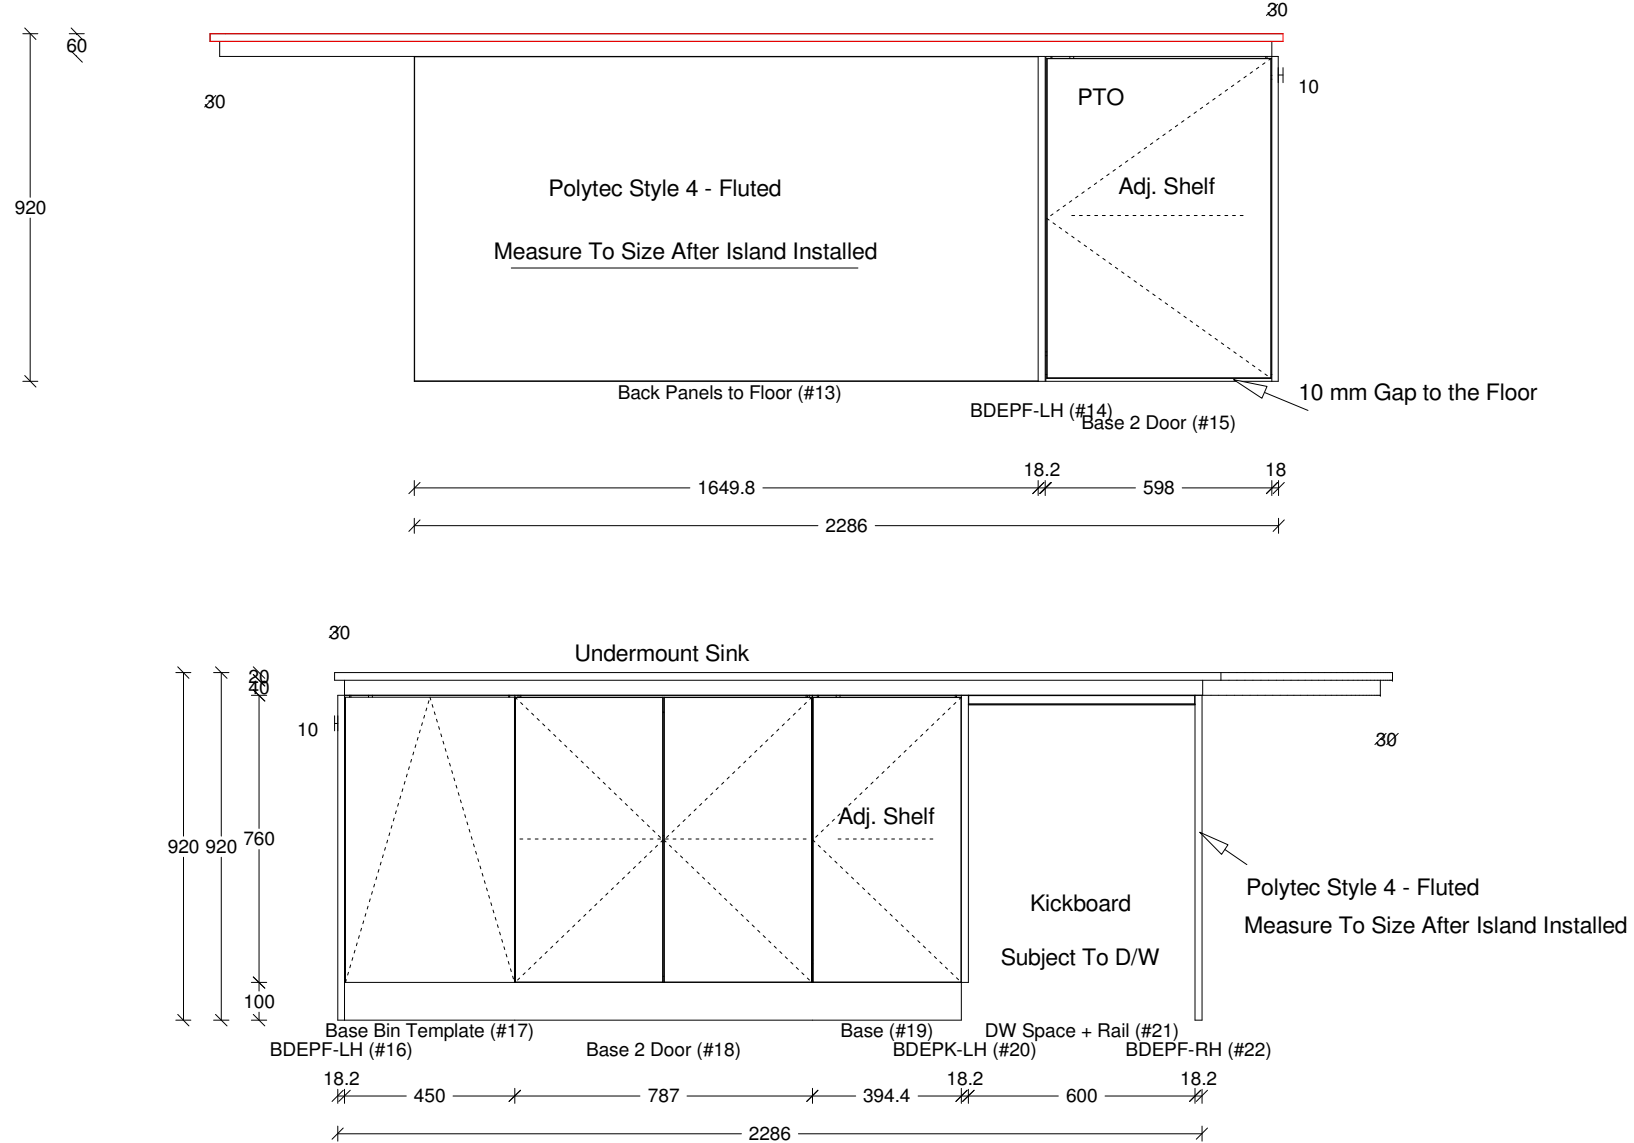 30
60
30
10
PTO
Polytec Style 4 - Fluted
Adj. Shelf
920
Measure To Size After Island Installed
Back Panels to Floor (#13)
10 mm Gap to the Floor
BDEPF-LH (#14)
Base 2 Door (#15)
18.2
18
1649.8
598
2286
30
Undermount Sink
20
40
10
30
Adj. Shelf
920
920
760
Polytec Style 4 - Fluted
Kickboard
Measure To Size After Island Installed
Subject To D/W
100
Base Bin Template (#17)
Base (#19)
DW Space + Rail (#21)
BDEPF-LH (#16)
Base 2 Door (#18)
BDEPK-LH (#20)
BDEPF-RH (#22)
18.2
18.2
18.2
450
787
394.4
600
2286